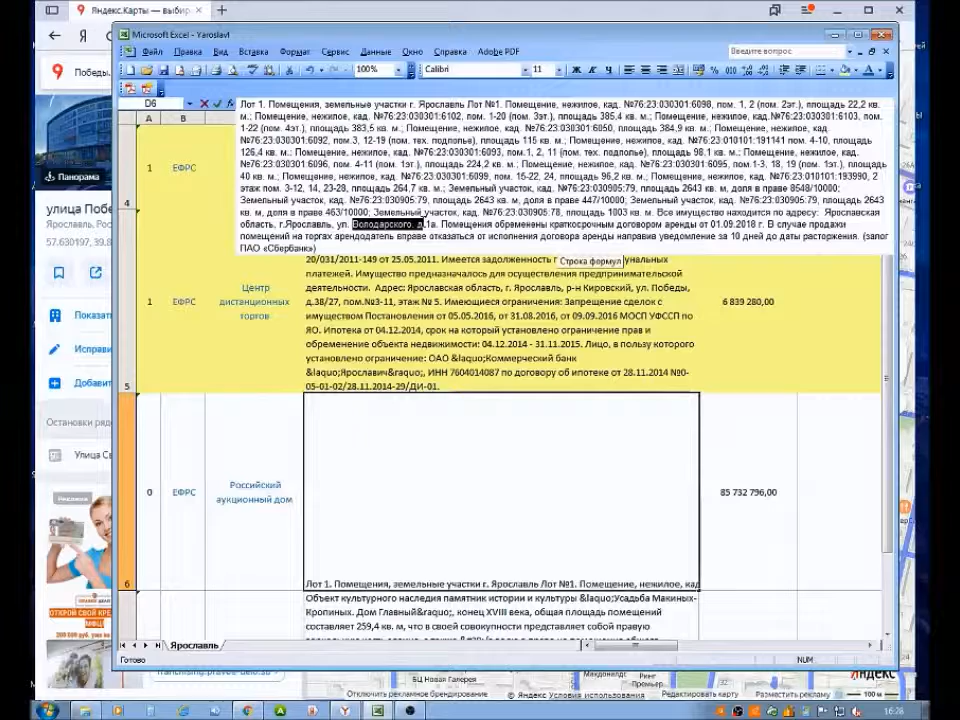 Яндекс.Карты — выбир
Microsoft Excel - Yaroslavl
Файл Правка Вид Вставка Формат Сервис Данные Окно Справка Adobe PDF
Введите вопрос
100% Calibri 11
D6
Лот 1. Помещения, земельные участки г. Ярославль Лот №1. Помещение, нежилое, кад. №76:23:030301:6098, пом. 1, 2 (пом. 2эт.), площадь 22,2 кв.
м.; Помещение, нежилое, кад. №76:23:030301:6102, пом. 1-20 (пом. 3эт.), площадь 385,4 кв. м.; Помещение, нежилое, кад.№76:23:030301:6103, пом.
1-22 (пом. 4эт.), площадь 383,5 кв. м.; Помещение, нежилое, кад. №76:23:030301:6050, площадь 384,9 кв. м.; Помещение, нежилое, кад.
№76:23:030301:6092, пом.3, 12-19 (пом. тех. подполье), площадь 115 кв. м.; Помещение, нежилое, кад. №76:23:010101:191141 пом. 4-10, площадь
126,4 кв. м.; Помещение, нежилое, кад. №76:23:030301:6093, пом.1, 2, 11 (пом. тех. подполье), площадь 98,1 кв. м.; Помещение, нежилое, кад.
№76:23:030301:6096, пом. 4-11 (пом. 1эт.), площадь 224,2 кв. м.; Помещение, нежилое, кад. №76:23:030301:6095, пом.1-3, 18, 19 (пом. 1эт.), площадь
40 кв. м.; Помещение, нежилое, кад. №76:23:030301:6099, пом. 15-22, 24, площадь 96,2 кв. м.; Помещение, нежилое, кад. №76:23:010101:193990, 2
этаж пом. 3-12, 14, 23-28, площадь 264,7 кв. м.; Земельный участок, кад. №76:23:030905:79, площадь 2643 кв. м, доля в праве 8548/10000;
Земельный участок, кад. №76:23:030905:79, площадь 2643 кв. м, доля в праве 447/10000; Земельный участок, кад. №76:23:030905:79, площадь 2643
кв. м, доля в праве 463/10000; Земельный участок, кад. №76:23:030905:78, площадь 1003 кв. м. Все имущество находится по адресу: Ярославская
область, г.Ярославль, ул. Володарского, д.1а. Помещения обременены краткосрочным договором аренды от 01.09.2018 г. В случае продажи
помещений на торгах арендодатель вправе отказаться от исполнения договора аренды направив уведомление за 10 дней до даты расторжения. (залог
ПАО «Сбербанк»)
Строка формул
A B
1 ЕФРС
4
20/031/2011-149 от 25.05.2011. Имеется задолженность унальных
платежей. Имущество предназначалось для осуществления предпринимательской
деятельности. Адрес: Ярославская область, г. Ярославль, р-н Кировский, ул. Победы,
д.38/27, пом.№3-11, этаж № 5. Имеющиеся ограничения: Запрещение сделок с
имуществом Постановления от 05.05.2016, от 31.08.2016, от 09.09.2016 МОСП УФССП по
ЯО. Ипотека от 04.12.2014, срок на который установлено ограничение прав и
обременение объекта недвижимости: 04.12.2014 - 31.11.2015. Лицо, в пользу которого
установлено ограничение: ОАО &laquo;Коммерческий банк
&laquo;Ярославич&raquo;, ИНН 7604014087 по договору об ипотеке от 28.11.2014 №0-
05-01-02/28.11.2014-29/ДИ-01.
1 ЕФРС Центр дистанционных торгов 6 839 280,00
5
0 ЕФРС Российский аукционный дом 85 732 796,00
6
Лот 1. Помещения, земельные участки г. Ярославль Лот №1. Помещение, нежилое, кад
Объект культурного наследия памятник истории и культуры &laquo;Усадьба Макиных-
Кропиных. Дом Главный&raquo;, конец XVIII века, общая площадь помещений
составляет 259,4 кв. м, что в своей совокупности представляет собой правую
Ярославль
Готово NUM
Победы,
Панорама
улица Побе
Ярославль, Рос
57.630197, 39.8
Показат
Исправи
Добавит
Остановки ряд
Улица Св
ОТКРОЙ СВОЙ
БЦ Новая Галерея
Макдоналдс
Ринг Премьер
Яндекс
Отключить рекламное брендирование
© Яндекс Условия использования
Редактировать карту
Разместить рекламу
16:28